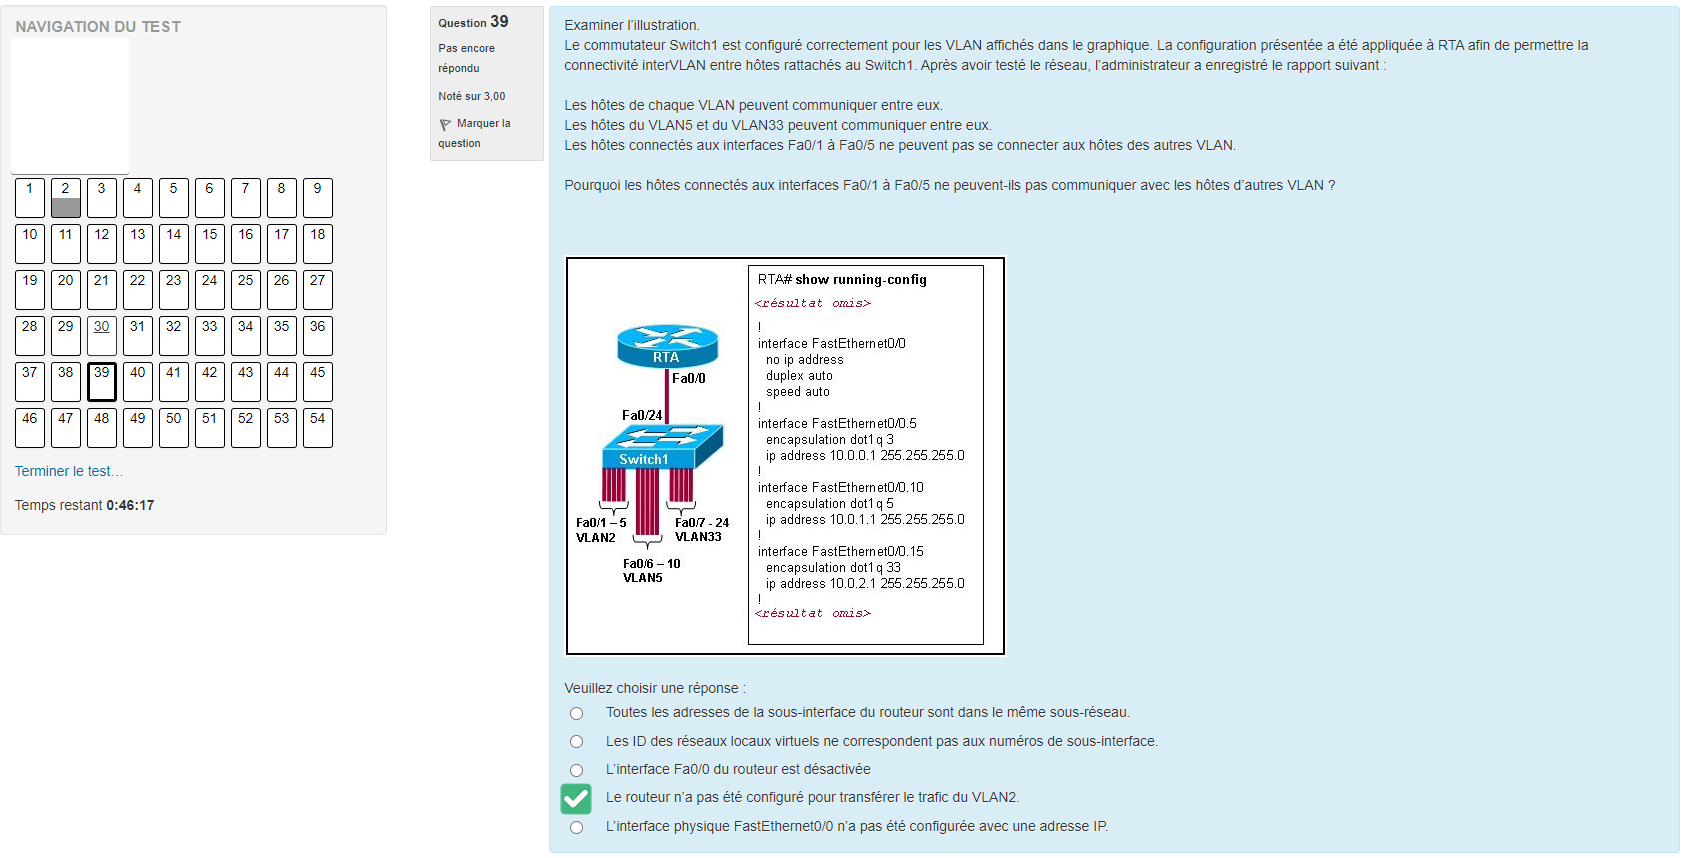 NAVIGATION DU TEST
1 2 3 4 5 6 7 8 9
10 11 12 13 14 15 16 17 18
19 20 21 22 23 24 25 26 27
28 29 30 31 32 33 34 35 36
37 38 39 40 41 42 43 44 45
46 47 48 49 50 51 52 53 54
Terminer le test...
Temps restant 0:46:17
Question 39
Pas encore
répondu
Noté sur 3,00
Marquer la
question
Examiner l'illustration.
Le commutateur Switch1 est configuré correctement pour les VLAN affichés dans le graphique. La configuration présentée a été appliquée à RTA afin de permettre la
connectivité interVLAN entre hôtes rattachés au Switch1. Après avoir testé le réseau, l'administrateur a enregistré le rapport suivant :
Les hôtes de chaque VLAN peuvent communiquer entre eux.
Les hôtes du VLAN5 et du VLAN33 peuvent communiquer entre eux.
Les hôtes connectés aux interfaces Fa0/1 à Fa0/5 ne peuvent pas se connecter aux hôtes des autres VLAN.
Pourquoi les hôtes connectés aux interfaces Fa0/1 à Fa0/5 ne peuvent-ils pas communiquer avec les hôtes d'autres VLAN ?
RTA
Fa0/0
Fa0/24
Switch1
Fa0/1 – 5
VLAN2
Fa0/7 - 24
VLAN33
Fa0/6 – 10
VLAN5
RTA# show running-config
<résultat omis>
!
interface FastEthernet0/0
no ip address
duplex auto
speed auto
!
interface FastEthernet0/0.5
encapsulation dot1q 3
ip address 10.0.0.1 255.255.255.0
!
interface FastEthernet0/0.10
encapsulation dot1q 5
ip address 10.0.1.1 255.255.255.0
!
interface FastEthernet0/0.15
encapsulation dot1q 33
ip address 10.0.2.1 255.255.255.0
!
<résultat omis>
Veuillez choisir une réponse :
Toutes les adresses de la sous-interface du routeur sont dans le même sous-réseau.
Les ID des réseaux locaux virtuels ne correspondent pas aux numéros de sous-interface.
L'interface Fa0/0 du routeur est désactivée
Le routeur n'a pas été configuré pour transférer le trafic du VLAN2.
L'interface physique FastEthernet0/0 n'a pas été configurée avec une adresse IP.